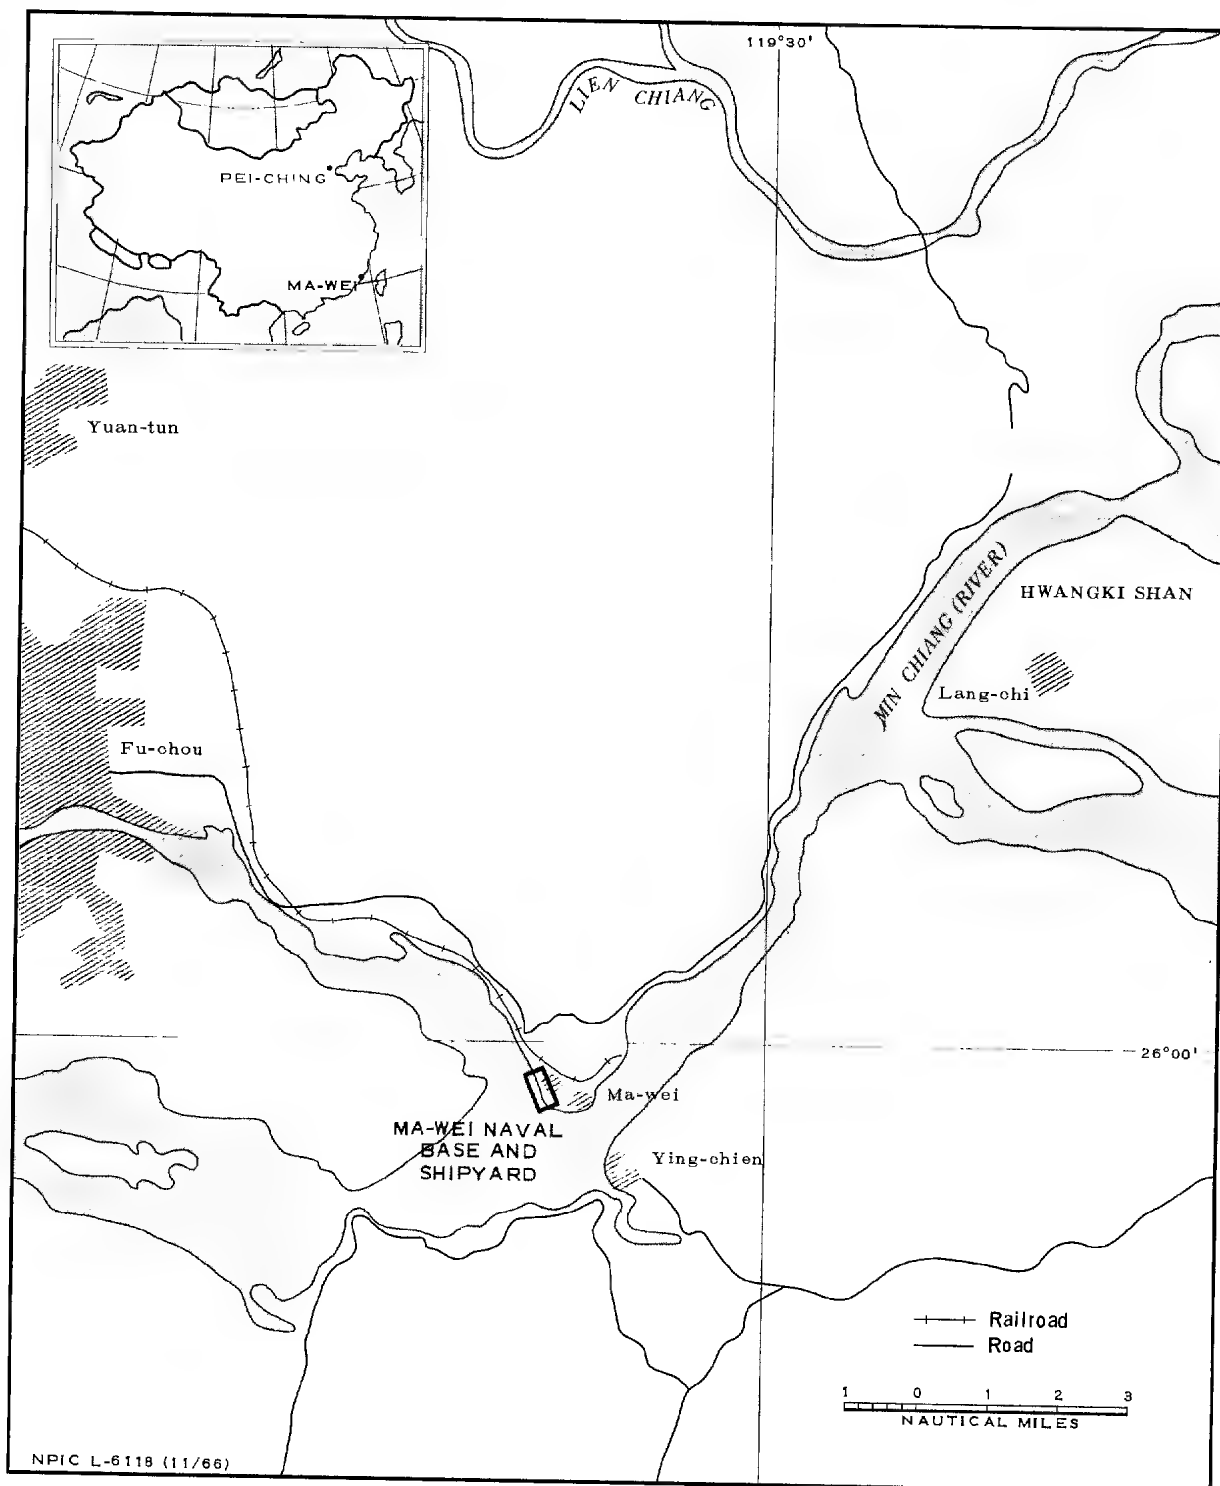 119°30'
LIEN CHIANG
PEI-CHING
MA-WEI
Yuan-tun
MIN CHIANG (RIVER)
HWANGKI SHAN
Lang-chi
Fu-chou
26°00'
Ma-wei
MA-WEI NAVAL
BASE AND
SHIPYARD
Ying-chien
Railroad
Road
1 0 1 2 3
NAUTICAL MILES
NPIC L-6118 (11/66)